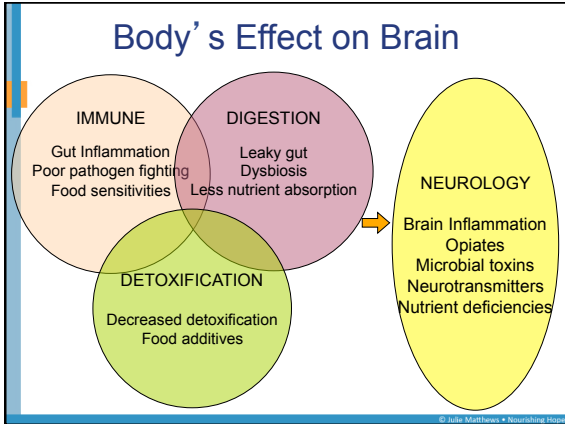 Body's Effect on Brain
IMMUNE
Gut Inflammation
Poor pathogen fighting
Food sensitivities
DIGESTION
Leaky gut
Dysbiosis
Less nutrient absorption
DETOXIFICATION
Decreased detoxification
Food additives
NEUROLOGY
Brain Inflammation
Opiates
Microbial toxins
Neurotransmitters
Nutrient deficiencies
© Julie Matthews • Nourishing Hope